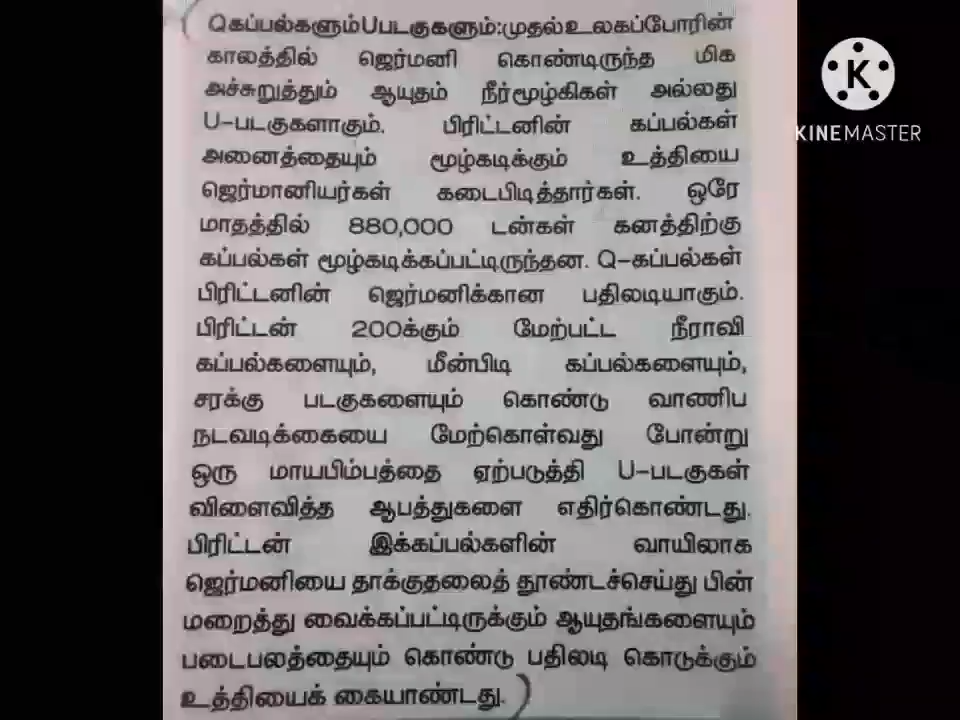 (Qகப்பல்களும்Uபடகுகளும்:முதல்உலகப்போரின்
காலத்தில் ஜெர்மனி கொண்டிருந்த மிக
அச்சுறுத்தும் ஆயுதம் நீர்மூழ்கிகள் அல்லது
U-படகுகளாகும். பிரிட்டனின் கப்பல்கள்
அனைத்தையும் மூழ்கடிக்கும் உத்தியை
ஜெர்மானியர்கள் கடைபிடித்தார்கள். ஒரே
மாதத்தில் 880,000 டன்கள் கனத்திற்கு
கப்பல்கள் மூழ்கடிக்கப்பட்டிருந்தன. Q-கப்பல்கள்
பிரிட்டனின் ஜெர்மனிக்கான பதிலடியாகும்.
பிரிட்டன் 200க்கும் மேற்பட்ட நீராவி
கப்பல்களையும், மீன்பிடி கப்பல்களையும்,
சரக்கு படகுகளையும் கொண்டு வாணிப
நடவடிக்கையை மேற்கொள்வது போன்று
ஒரு மாயபிம்பத்தை ஏற்படுத்தி U-படகுகள்
விளைவித்த ஆபத்துகளை எதிர்கொண்டது.
பிரிட்டன் இக்கப்பல்களின் வாயிலாக
ஜெர்மனியை தாக்குதலைத் தூண்டச்செய்து பின்
மறைத்து வைக்கப்பட்டிருக்கும் ஆயுதங்களையும்
படைபலத்தையும் கொண்டு பதிலடி கொடுக்கும்
உத்தியைக் கையாண்டது.)
K
KINEMASTER